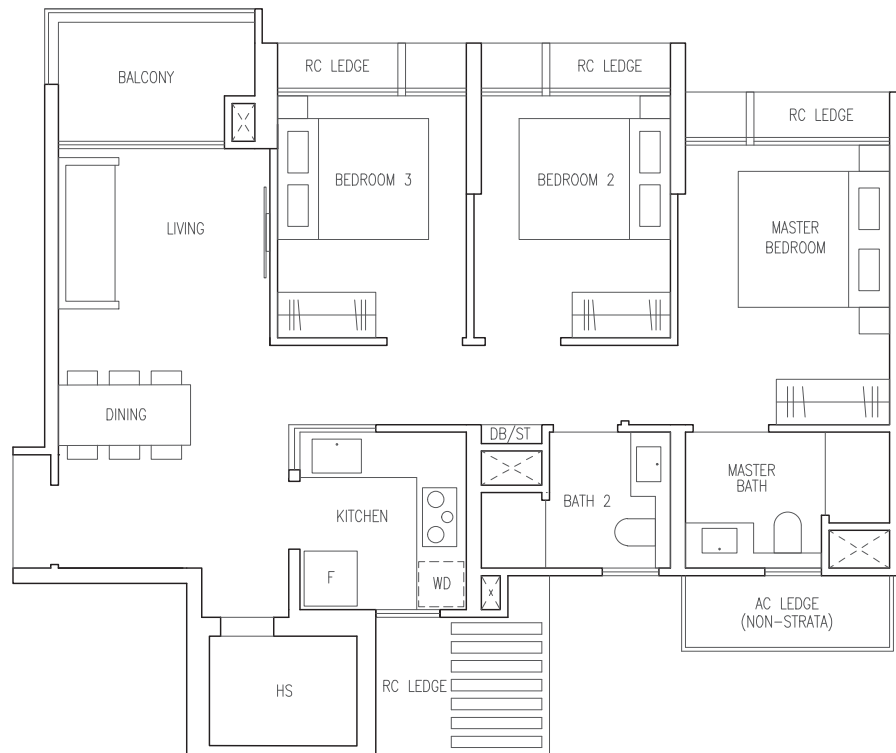 BALCONY
RC LEDGE
RC LEDGE
RC LEDGE
BEDROOM 3
BEDROOM 2
LIVING
MASTER
BEDROOM
DINING
DB/ST
KITCHEN
BATH 2
MASTER
BATH
F
WD
AC LEDGE
(NON-STRATA)
HS
RC LEDGE